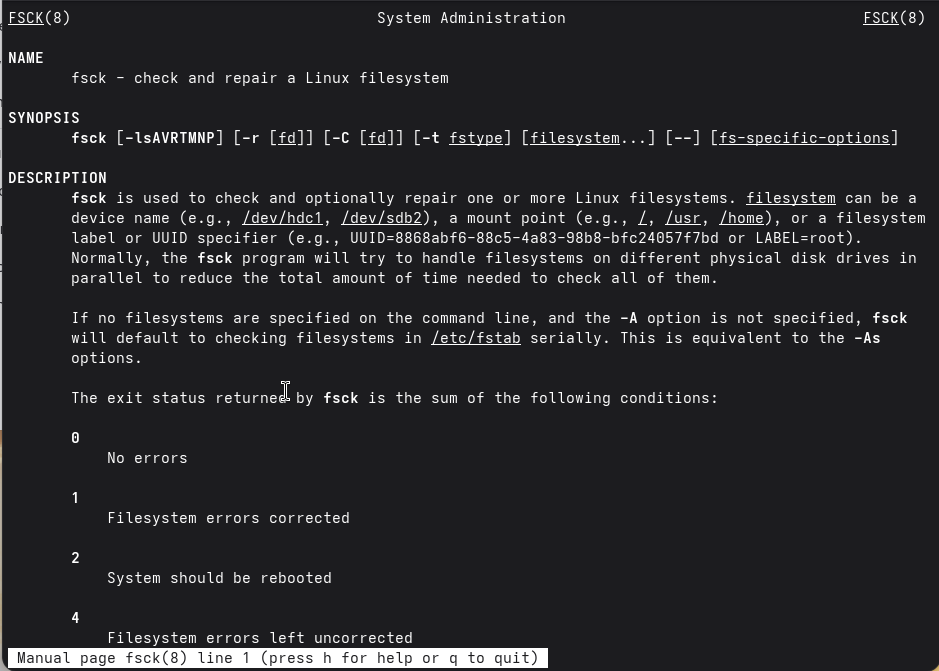 FSCK(8) System Administration FSCK(8)
NAME
fsck - check and repair a Linux filesystem
SYNOPSIS
fsck [-lsAVRTMNP] [-r [fd]] [-C [fd]] [-t fstype] [filesystem...] [--] [fs-specific-options]
DESCRIPTION
fsck is used to check and optionally repair one or more Linux filesystems. filesystem can be a
device name (e.g., /dev/hdc1, /dev/sdb2), a mount point (e.g., /, /usr, /home), or a filesystem
label or UUID specifier (e.g., UUID=8868abf6-88c5-4a83-98b8-bfc24057f7bd or LABEL=root).
Normally, the fsck program will try to handle filesystems on different physical disk drives in
parallel to reduce the total amount of time needed to check all of them.
If no filesystems are specified on the command line, and the -A option is not specified, fsck
will default to checking filesystems in /etc/fstab serially. This is equivalent to the -As
options.
The exit status returned by fsck is the sum of the following conditions:
0
No errors
1
Filesystem errors corrected
2
System should be rebooted
4
Filesystem errors left uncorrected
Manual page fsck(8) line 1 (press h for help or q to quit)